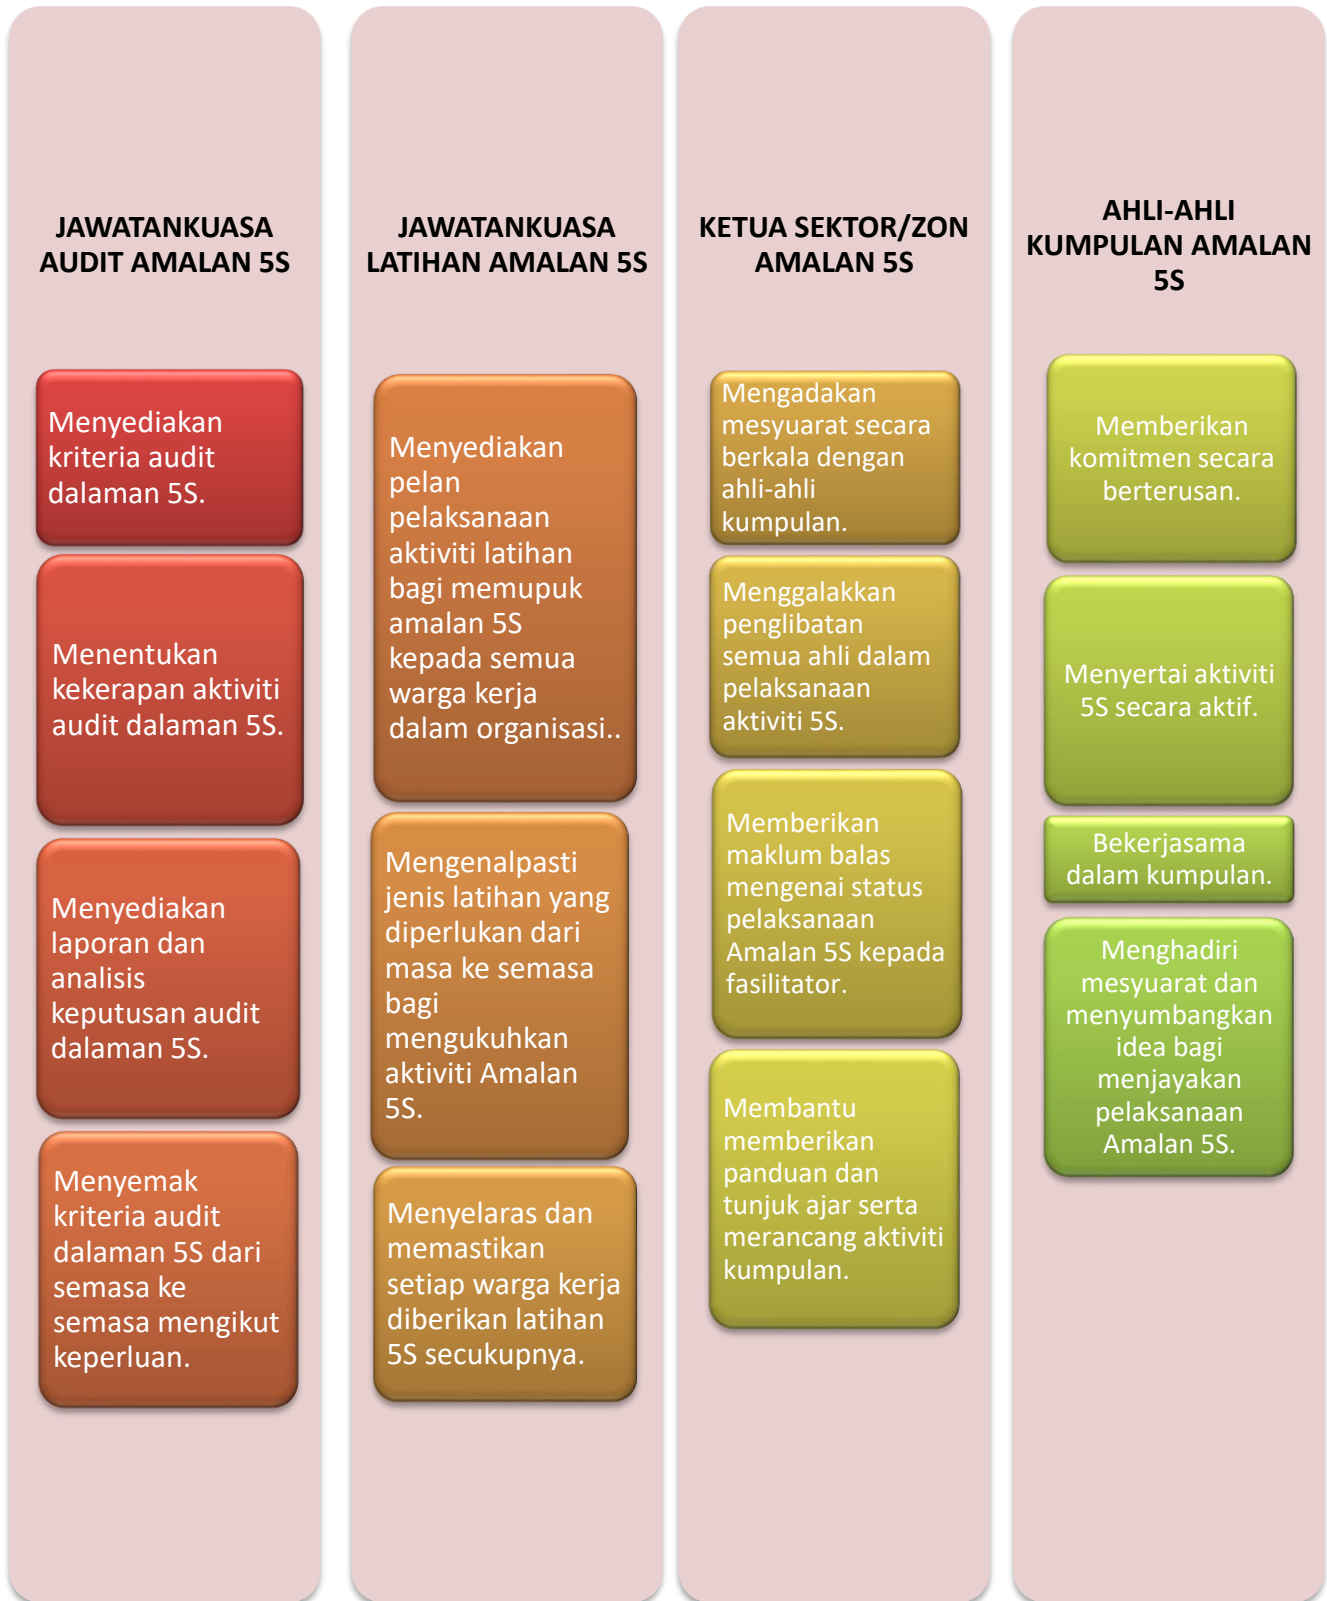 JAWATANKUASA
AUDIT AMALAN 5S
Menyediakan
kriteria audit
dalaman 5S.
Menentukan
kekerapan aktiviti
audit dalaman 5S.
Menyediakan
laporan dan
analisis
keputusan audit
dalaman 5S.
Menyemak
kriteria audit
dalaman 5S dari
semasa ke
semasa mengikut
keperluan.
JAWATANKUASA
LATIHAN AMALAN 5S
Menyediakan
pelan
pelaksanaan
aktiviti latihan
bagi memupuk
amalan 5S
kepada semua
warga kerja
dalam organisasi..
Mengenalpasti
jenis latihan yang
diperlukan dari
masa ke semasa
bagi
mengukuhkan
aktiviti Amalan
5S.
Menyelaras dan
memastikan
setiap warga kerja
diberikan latihan
5S secukupnya.
KETUA SEKTOR/ZON
AMALAN 5S
Mengadakan
mesyuarat secara
berkala dengan
ahli-ahli
kumpulan.
Menggalakkan
penglibatan
semua ahli dalam
pelaksanaan
aktiviti 5S.
Memberikan
maklum balas
mengenai status
pelaksanaan
Amalan 5S kepada
fasilitator.
Membantu
memberikan
panduan dan
tunjuk ajar serta
merancang aktiviti
kumpulan.
AHLI-AHLI
KUMPULAN AMALAN
5S
Memberikan
komitmen secara
berterusan.
Menyertai aktiviti
5S secara aktif.
Bekerjasama
dalam kumpulan.
Menghadiri
mesyuarat dan
menyumbangkan
idea bagi
menjayakan
pelaksanaan
Amalan 5S.